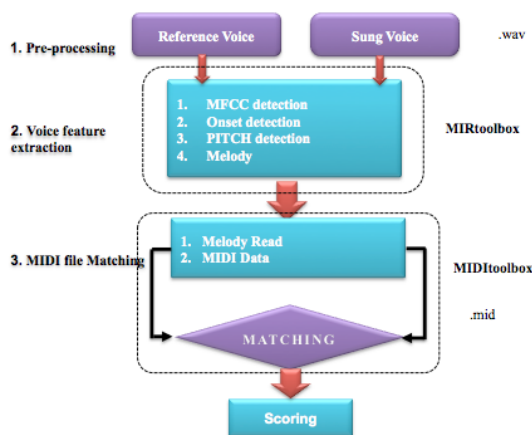 Reference Voice
Sung Voice
.wav
1. Pre-processing
1. MFCC detection
2. Onset detection
3. PITCH detection
4. Melody
2. Voice feature
extraction
MIRtoolbox
1. Melody Read
2. MIDI Data
3. MIDI file Matching
MIDItoolbox
.mid
MATCHING
Scoring